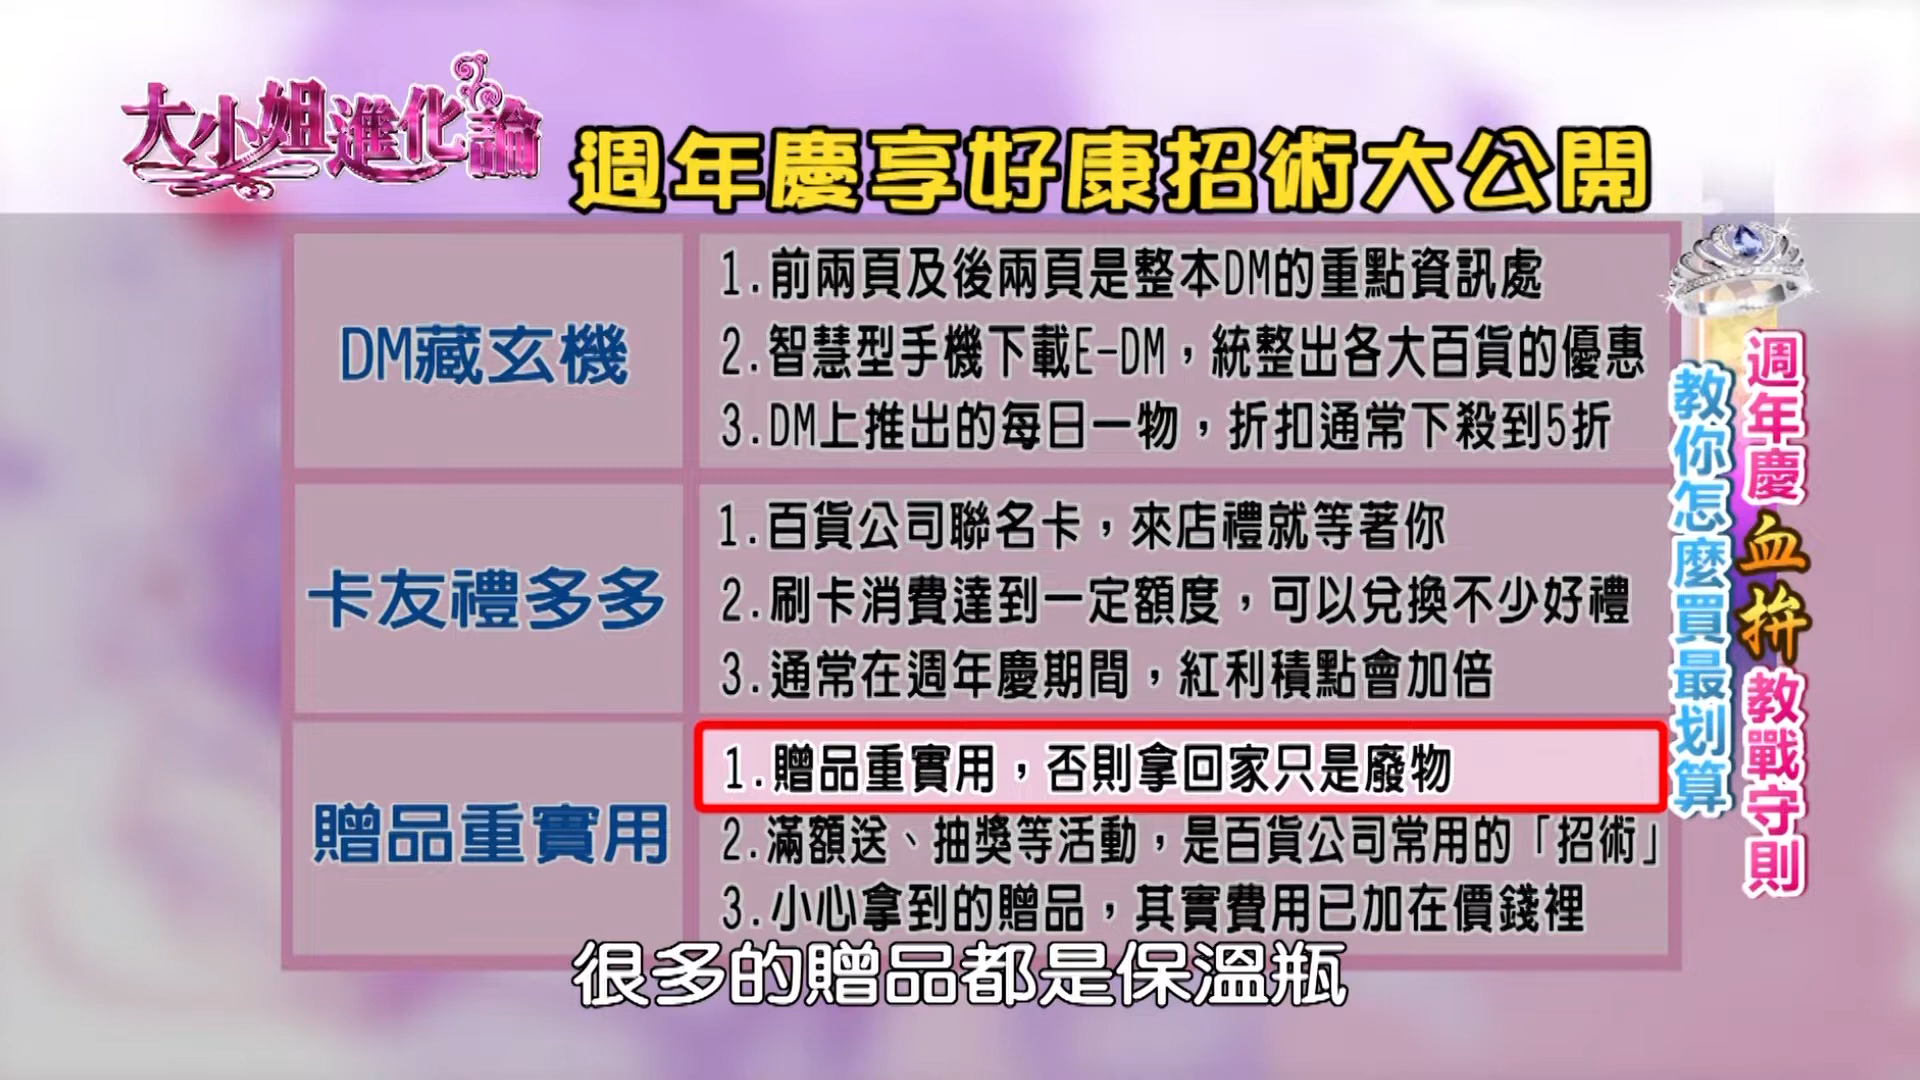 大小姐進化論
週年慶享好康招術大公開
DM藏玄機
1.前兩頁及後兩頁是整本DM的重點資訊處
2.智慧型手機下載E-DM，統整出各大百貨的優惠
3.DM上推出的每日一物，折扣通常下殺到5折
卡友禮多多
1.百貨公司聯名卡，來店禮就等著你
2.刷卡消費達到一定額度，可以兌換不少好禮
3.通常在週年慶期間，紅利積點會加倍
贈品重實用
1.贈品重實用，否則拿回家只是廢物
2.滿額送、抽獎等活動，是百貨公司常用的「招術」
3.小心拿到的贈品，其實費用已加在價錢裡
週年慶血拚教戰守則
教你怎麼買最划算
很多的贈品都是保溫瓶